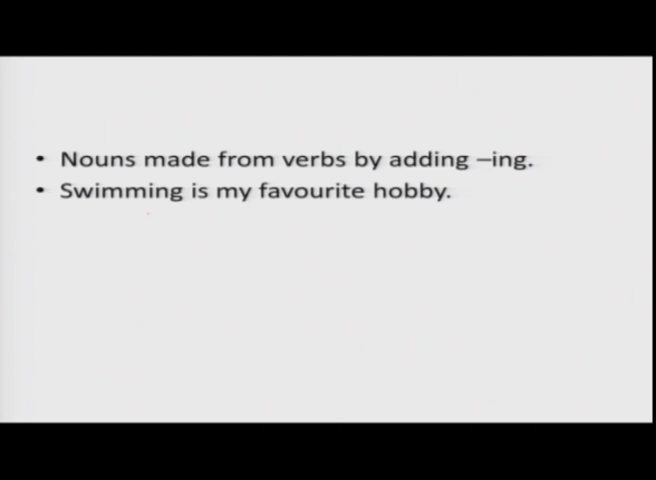 • Nouns made from verbs by adding –ing.
• Swimming is my favourite hobby.